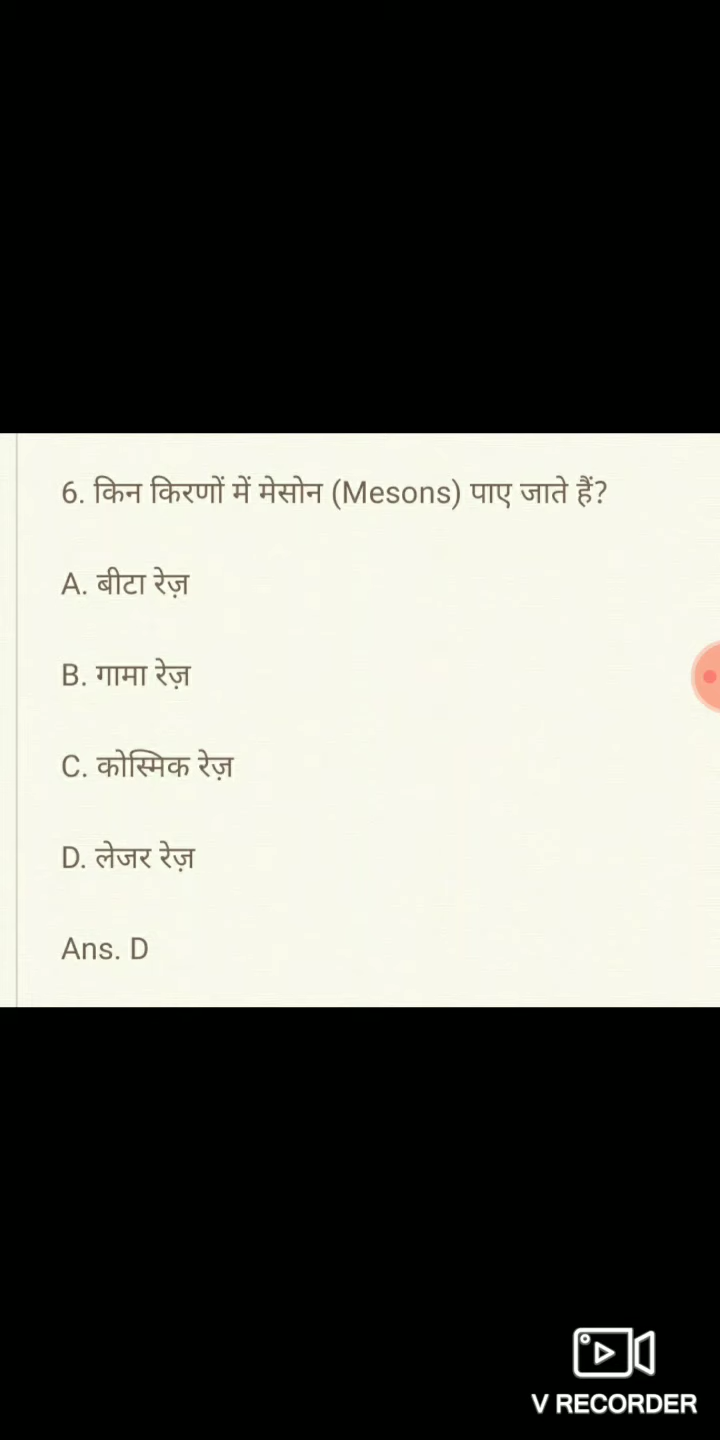 6. किन किरणों में मेसोन (Mesons) पाए जाते हैं?
A. बीटा रेज़
B. गामा रेज़
C. कोस्मिक रेज़
D. लेजर रेज़
Ans. D
V RECORDER